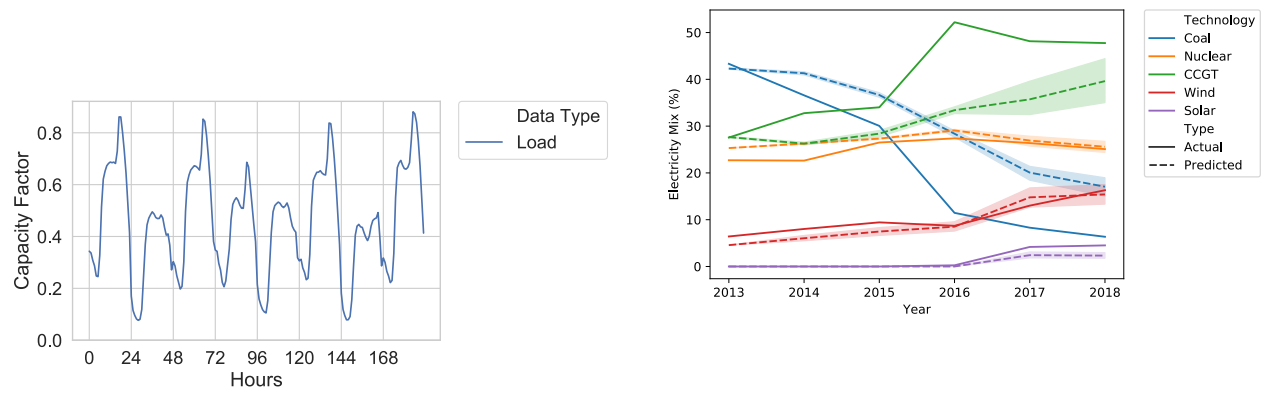 Capacity Factor
0.8
0.6
0.4
0.2
0.0
0 24 48 72 96 120 144 168
Hours
Data Type
Load
Electricity Mix (%)
50
40
30
20
10
0
2013 2014 2015 2016 2017 2018
Year
Technology
Coal
Nuclear
CCGT
Wind
Solar
Type
Actual
Predicted